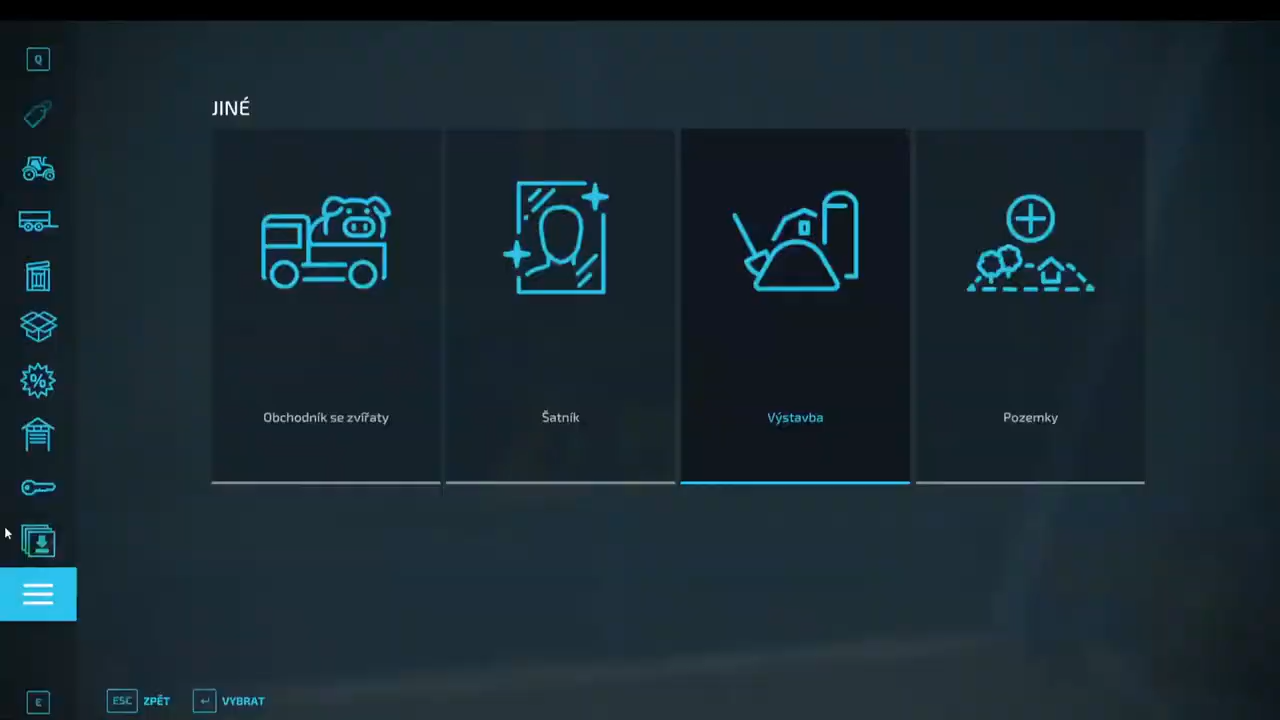 Q
JINÉ
%
Obchodník se zvířaty
Šatník
Výstavba
Pozemky
E
ESC ZPĚT
VYBRAT